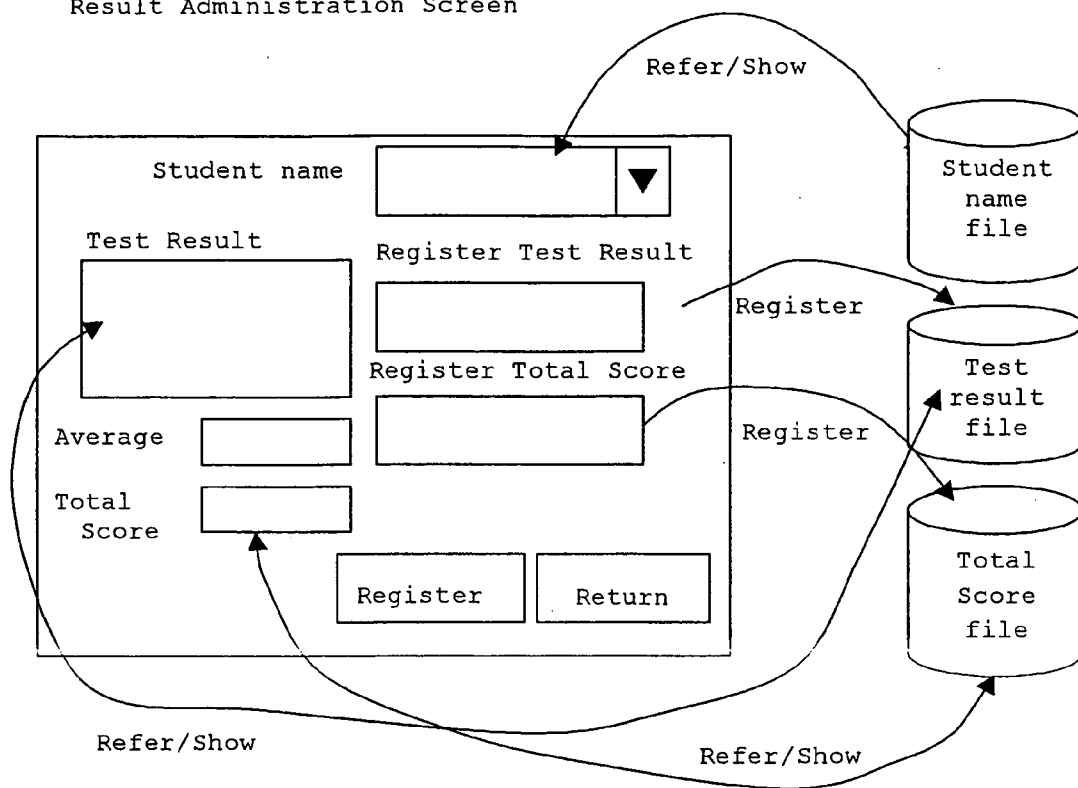 Result Administration Screen
Refer/Show
Student name
Student
name
file
Test Result
Register Test Result
Register
Test
result
file
Register Total Score
Average
Register
Total
Score
Total
Score
file
Register
Return
Refer/Show
Refer/Show